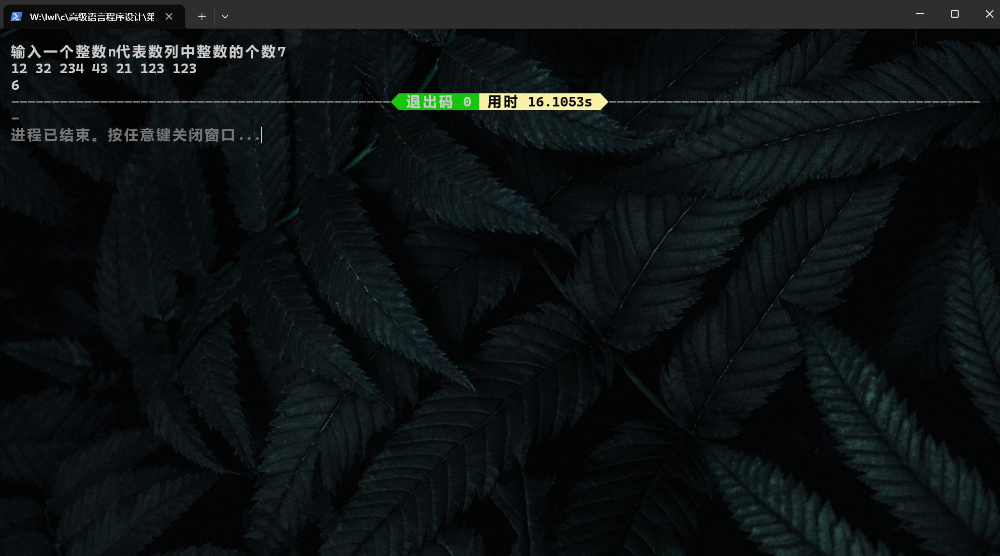 W:\lwl\c\高级语言程序设计\第
输入一个整数n代表数列中整数的个数7
12 32 234 43 21 123 123
6
退出码 0 用时 16.1053s
进程已结束。按任意键关闭窗口...